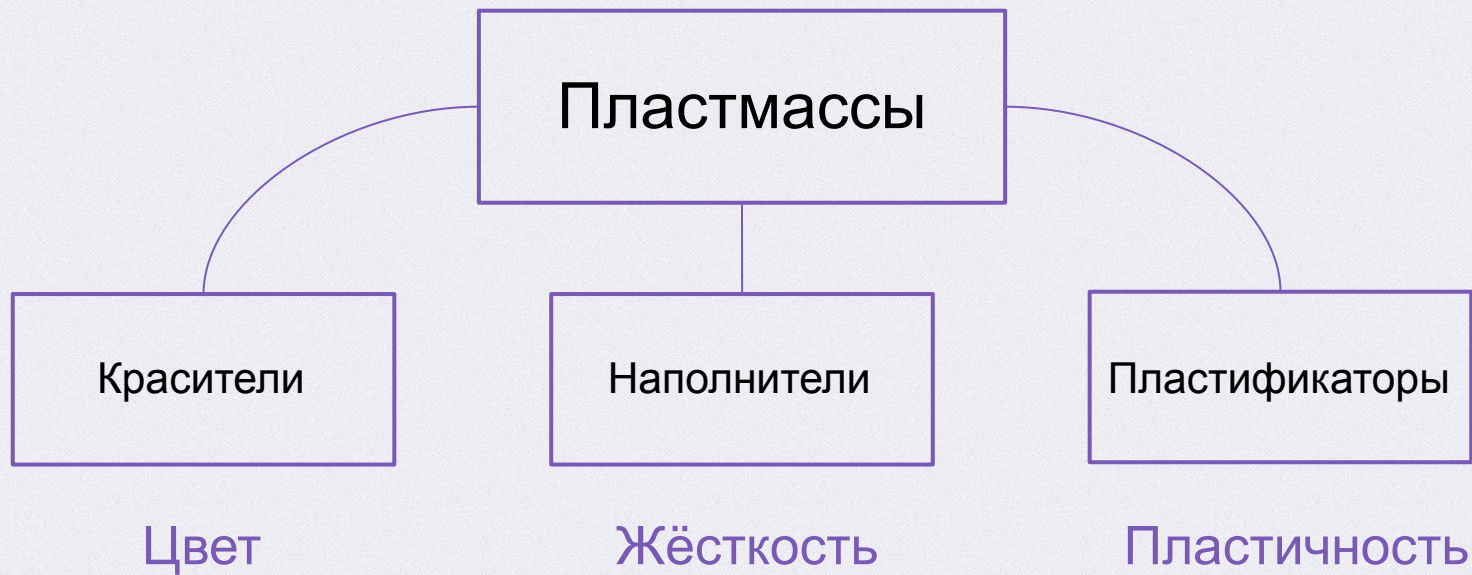 Пластмассы
Красители
Наполнители
Пластификаторы
Цвет
Жёсткость
Пластичность